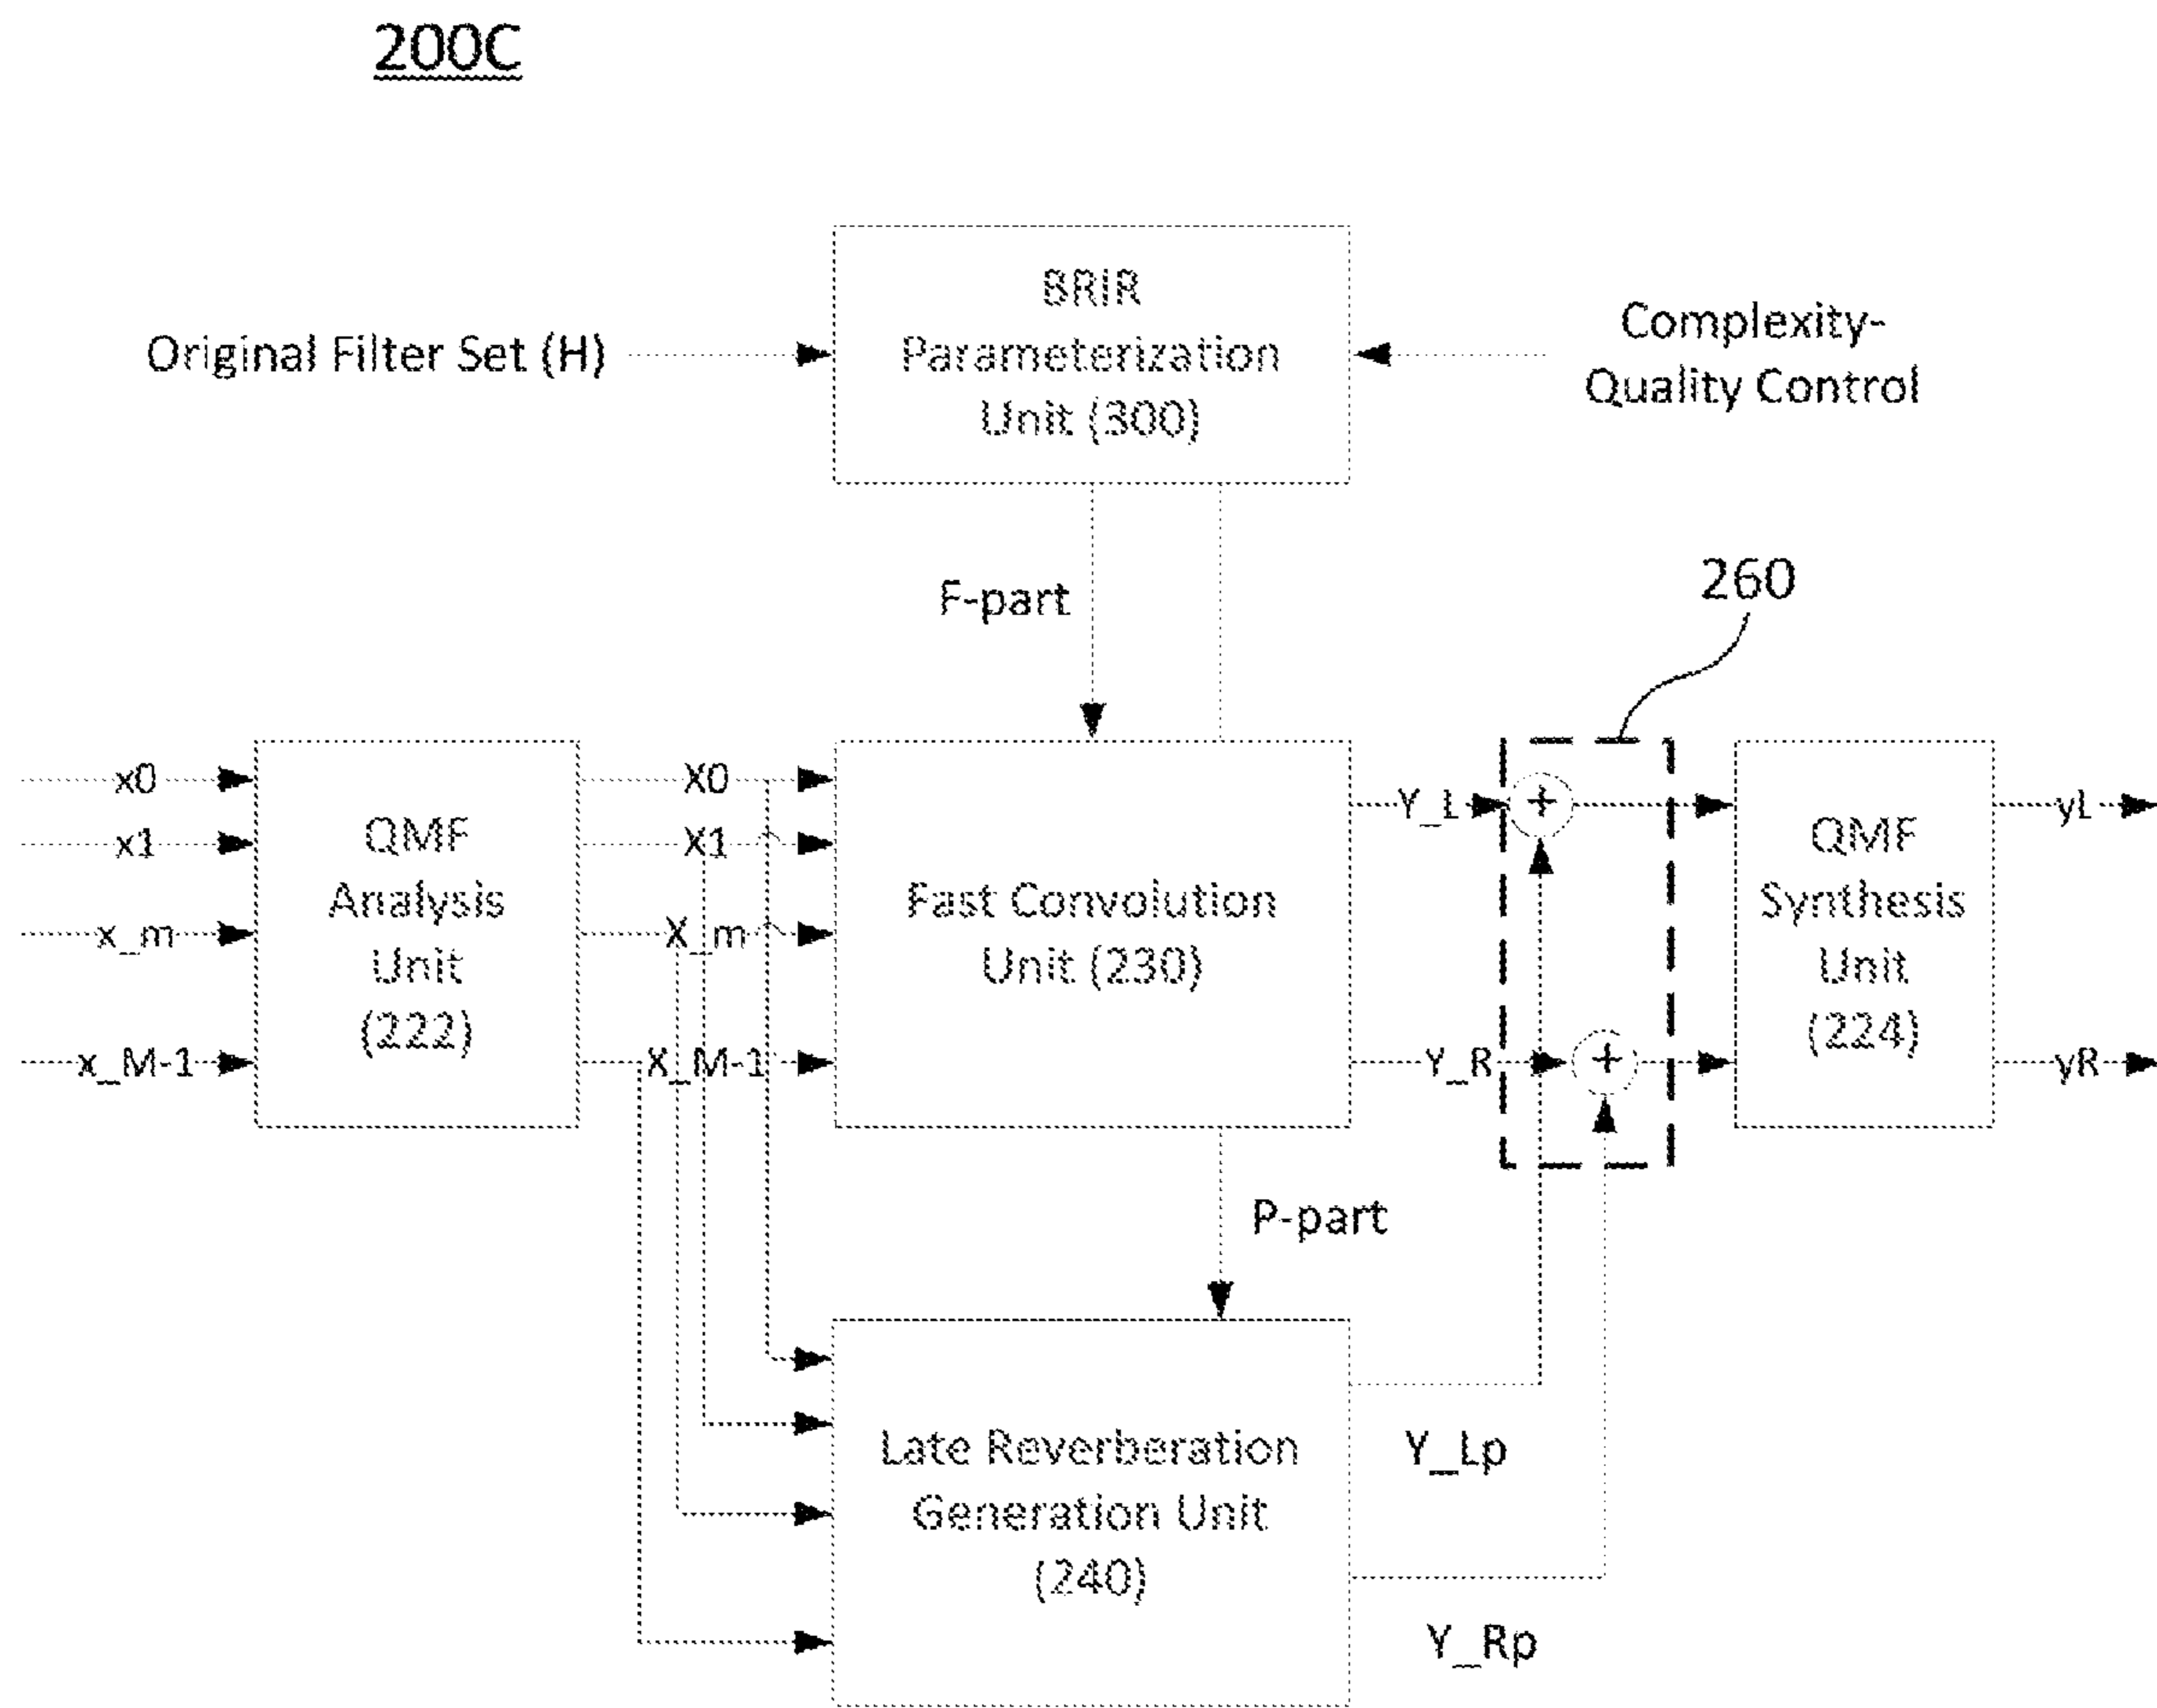 200C
BRIR
Parameterization
Unit (300)
Original Filter Set (H)
Complexity-
Quality Control
F-part
260
x0
x1
x_m
x_M-1
QMF
Analysis
Unit
(222)
X0
X1
X_m
X_M-1
Fast Convolution
Unit (230)
Y_L
Y_R
+
+
QMF
Synthesis
Unit
(224)
yL
yR
P-part
Late Reverberation
Generation Unit
(240)
Y_Lp
Y_Rp